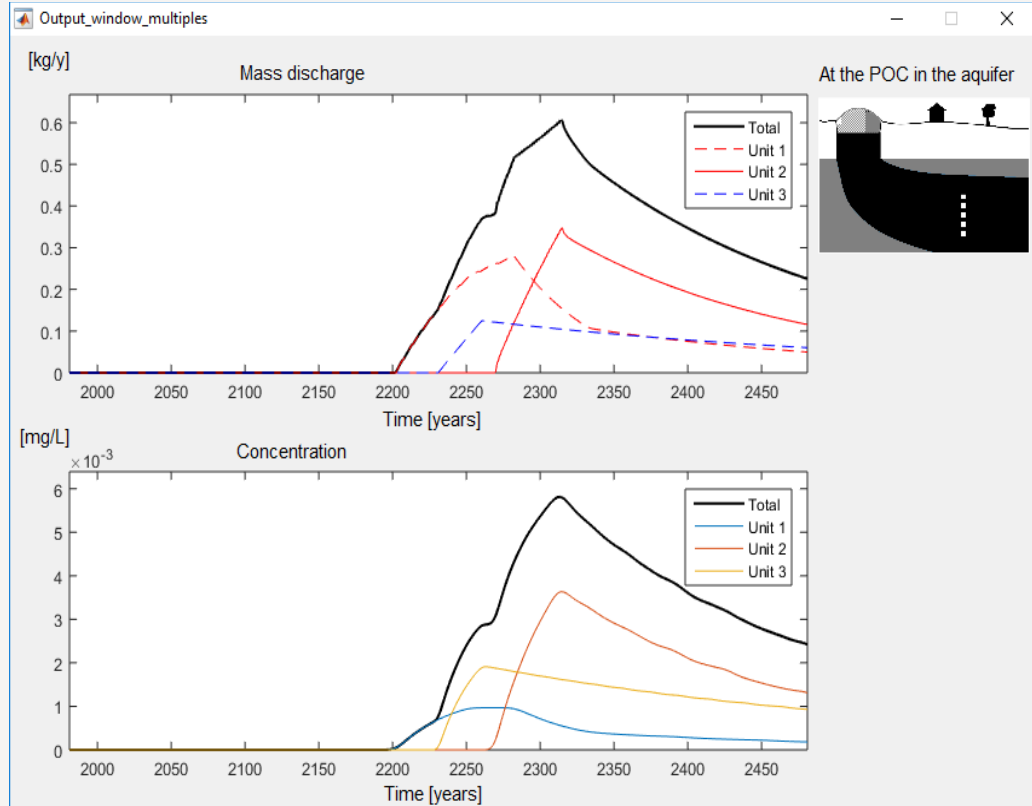 Output_window_multiples
[kg/y]
Mass discharge
At the POC in the aquifer
0.6
0.5
0.4
0.3
0.2
0.1
0
Total
Unit 1
Unit 2
Unit 3
2000 2050 2100 2150 2200 2250 2300 2350 2400 2450
Time [years]
[mg/L]
Concentration
×10⁻³
6
5
4
3
2
1
0
Total
Unit 1
Unit 2
Unit 3
2000 2050 2100 2150 2200 2250 2300 2350 2400 2450
Time [years]